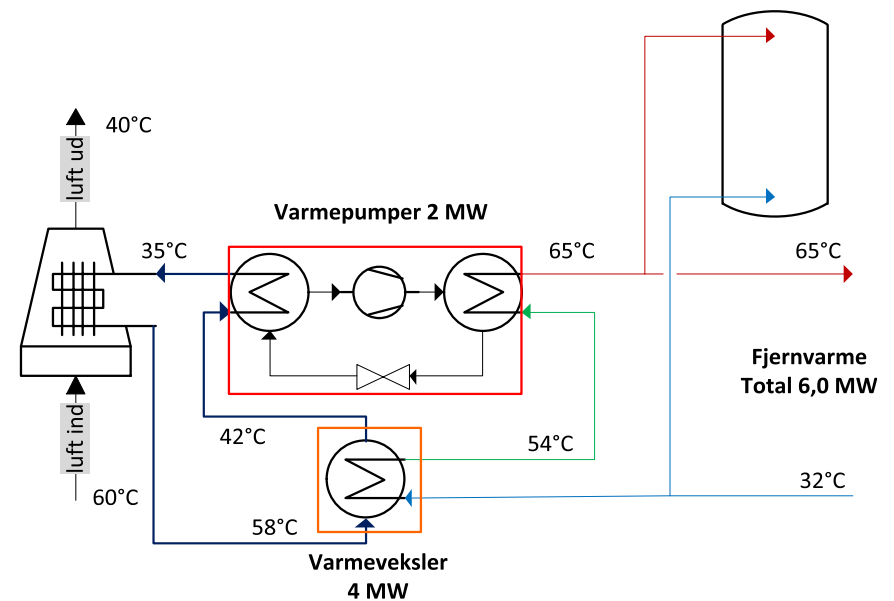 40°C
luft ud
Varmepumper 2 MW
35°C
65°C
65°C
Fjernvarme
Total 6,0 MW
luft ind
42°C
54°C
60°C
32°C
58°C
Varmeveksler
4 MW